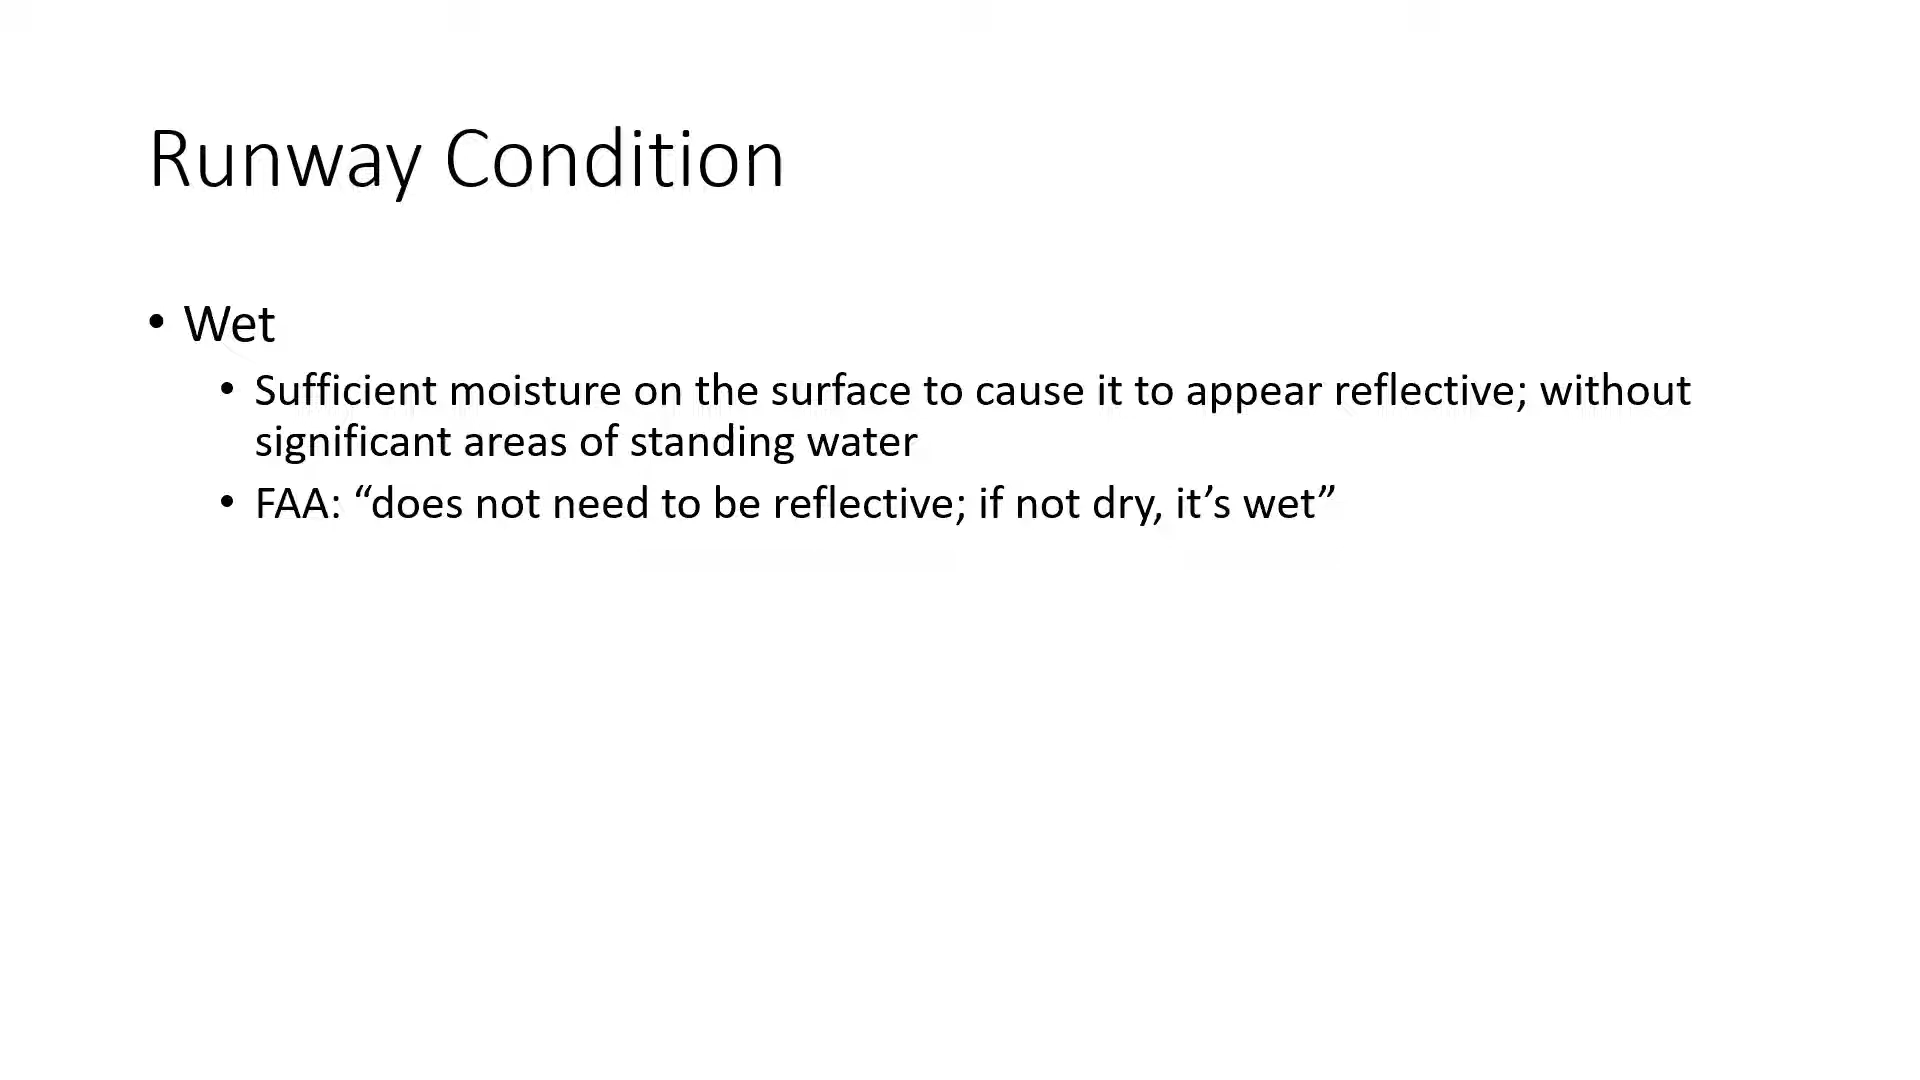 Runway Condition
• Wet
• Sufficient moisture on the surface to cause it to appear reflective; without
significant areas of standing water
• FAA: “does not need to be reflective; if not dry, it’s wet”